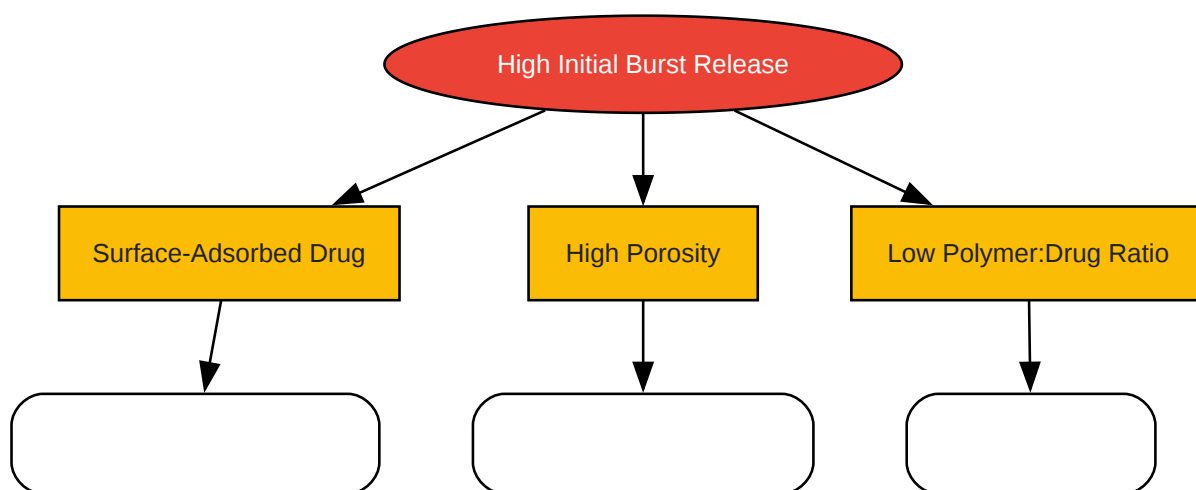 High Initial Burst Release
Surface-Adsorbed Drug
High Porosity
Low Polymer:Drug Ratio